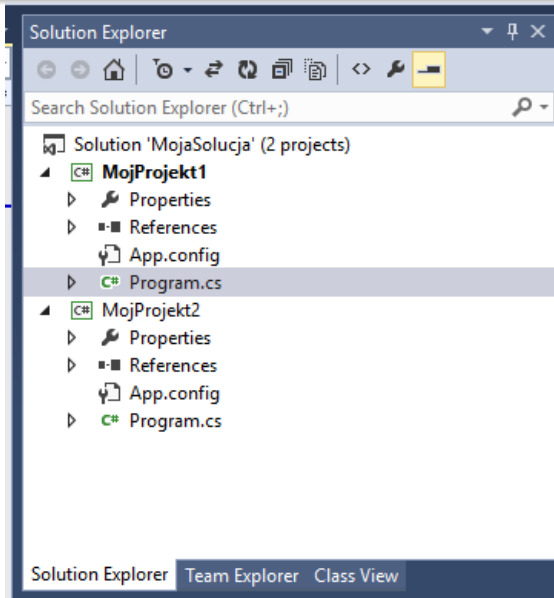 Solution Explorer
Search Solution Explorer (Ctrl+;)
Solution 'MojaSolucja' (2 projects)
C# MojProjekt1
Properties
References
App.config
C# Program.cs
C# MojProjekt2
Properties
References
App.config
C# Program.cs
Solution Explorer Team Explorer Class View